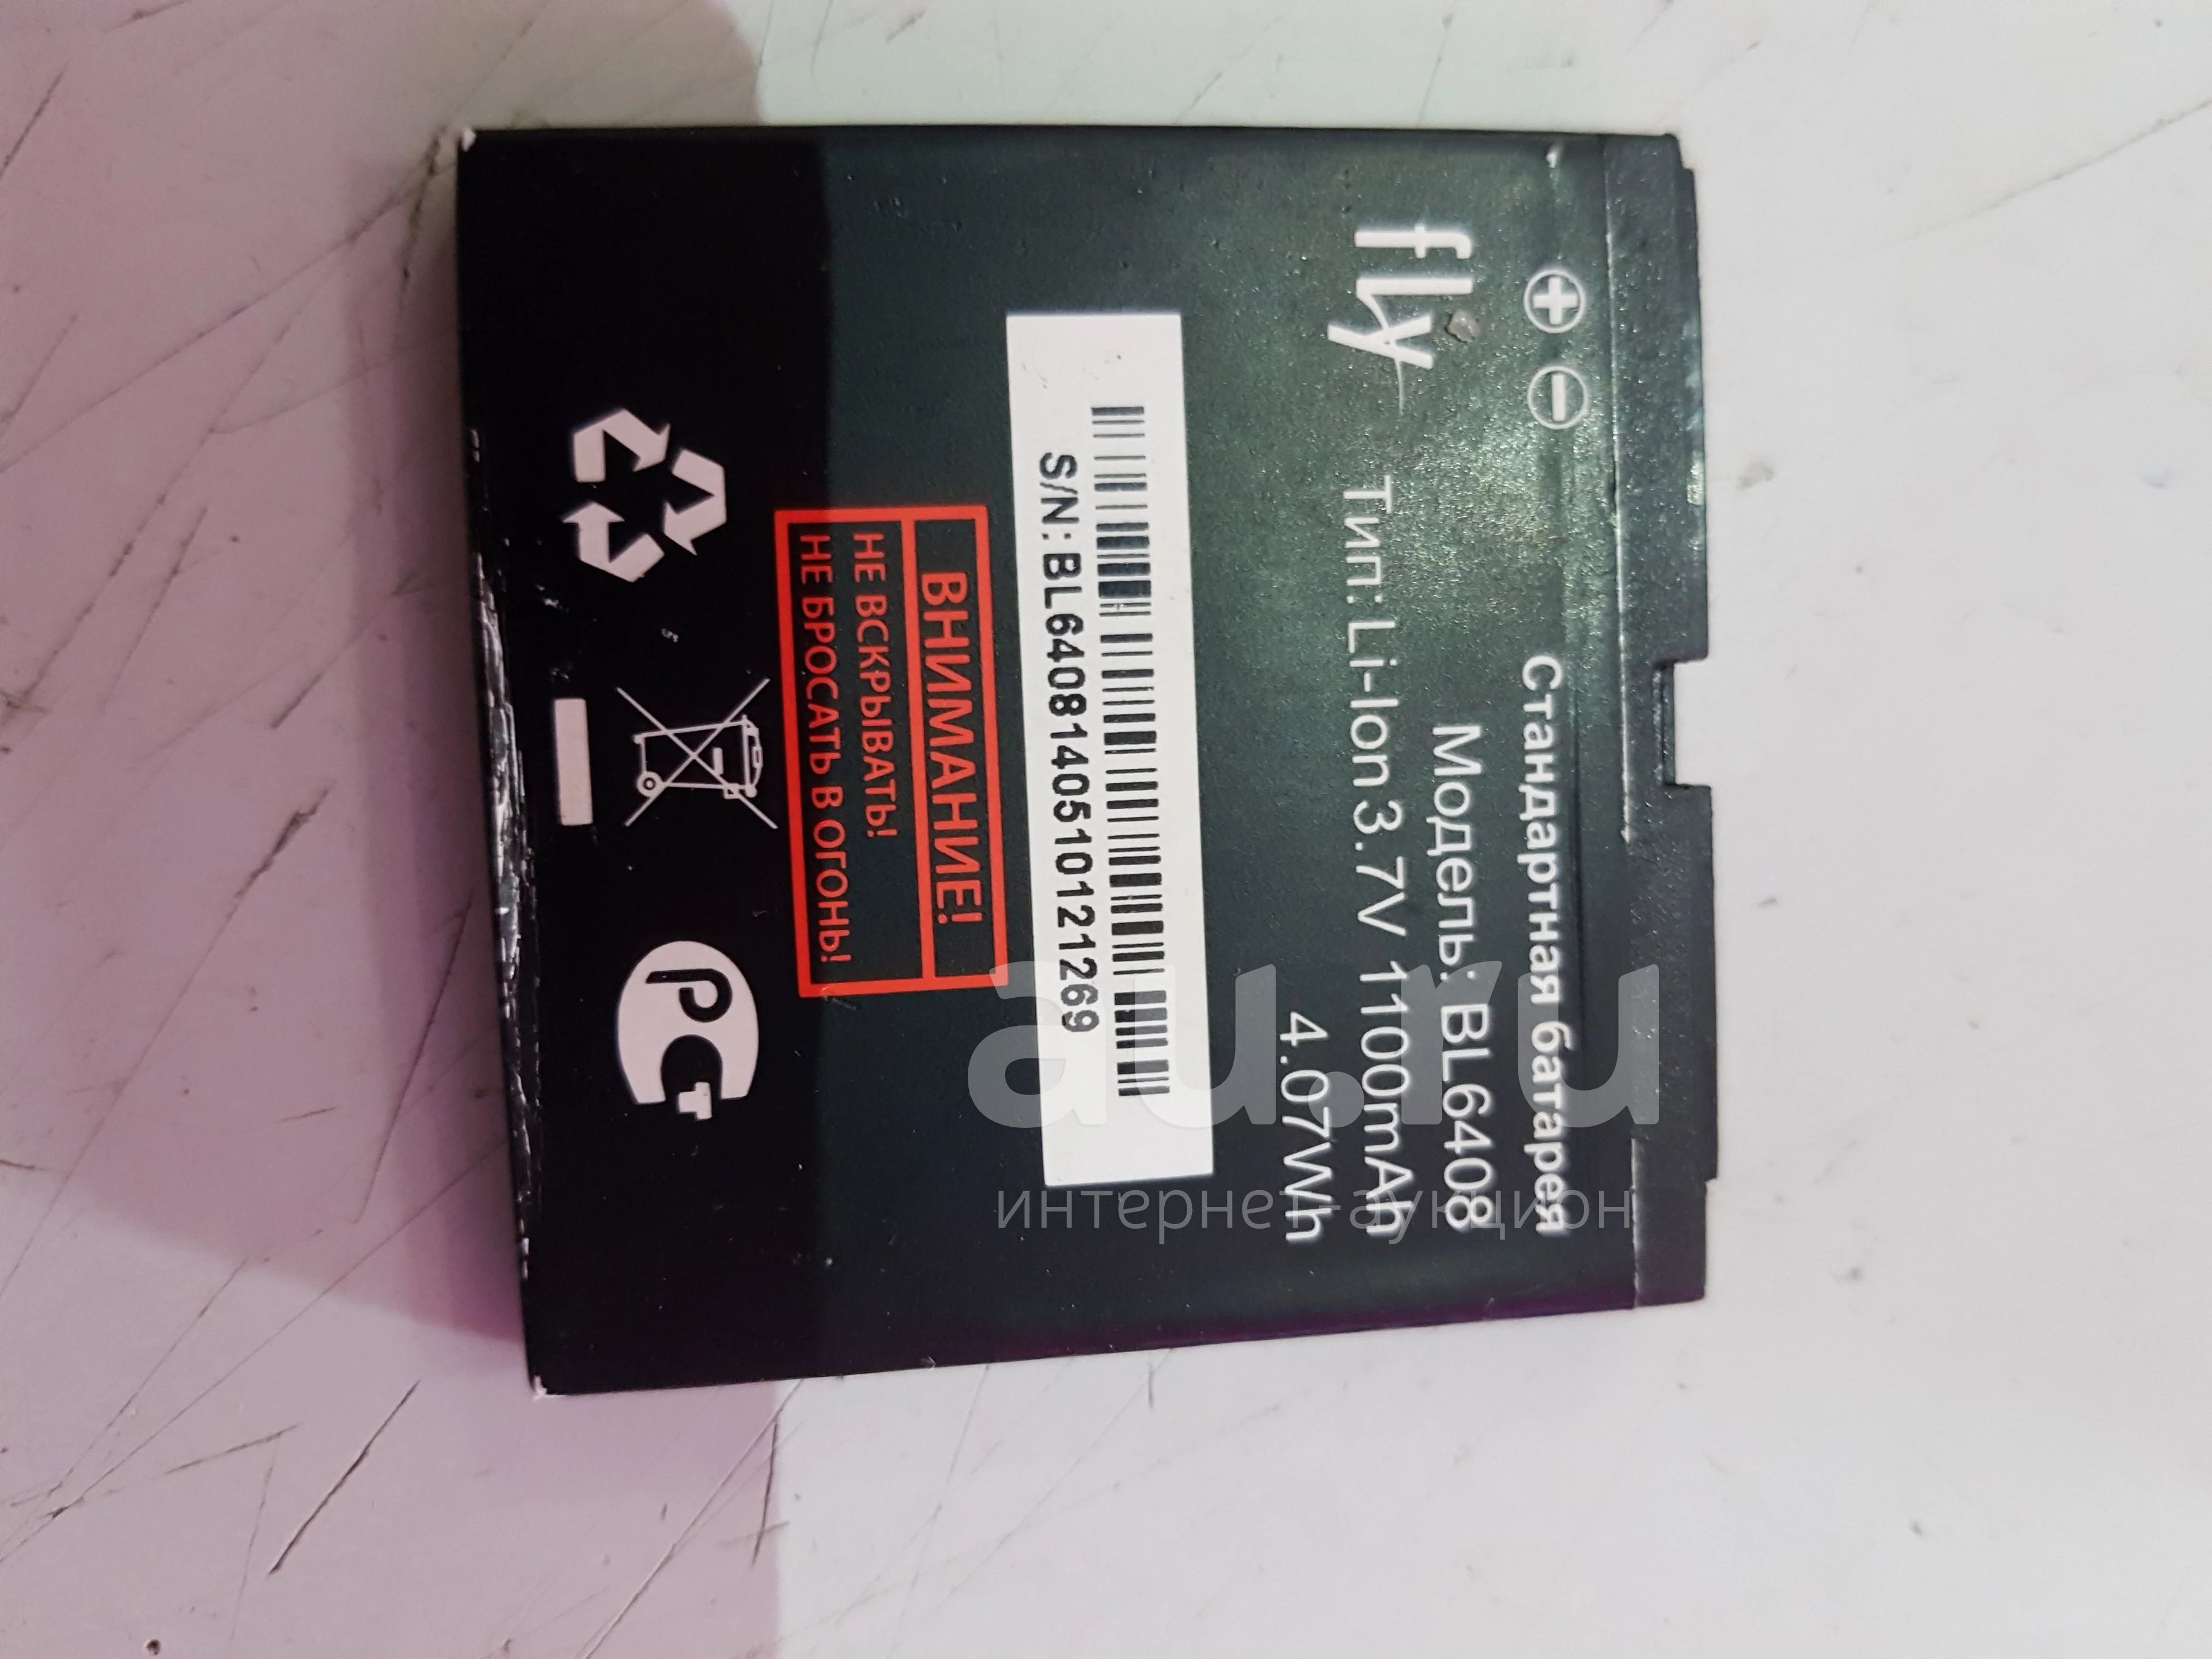 Стандартная батарея
Модель: BL6408
fly
Тип: Li-Ion 3.7V 1100mAh
4.07Wh
S/N:BL6408140510121269
ВНИМАНИЕ!
НЕ ВСКРЫВАТЬ!
НЕ БРОСАТЬ В ОГОНЬ!
РСТ
au.ru
интернет-аукцион